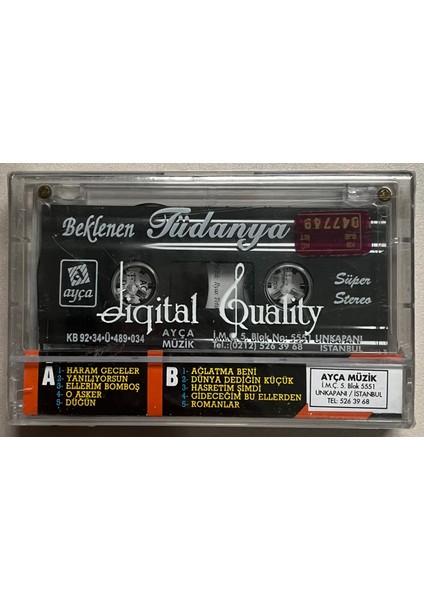 Beklenen Tüdanya
047789
ayça
Digital Quality
Süper
Stereo
KB 92•34•Ü•489•034
AYÇA
MÜZİK
İ.M.Ç. 5. Blok No: 5551 UNKAPANI
Tel:(0212) 526 39 68 İSTANBUL
A
1- HARAM GECELER
2- YANILIYORSUN
3- ELLERİM BOMBOŞ
4- O ASKER
5- DÜĞÜN
B
1- AĞLATMA BENİ
2- DÜNYA DEDİĞİN KÜÇÜK
3- HASRETİM ŞİMDİ
4- GİDECEĞİM BU ELLERDEN
5- ROMANLAR
AYÇA MÜZİK
İ.M.Ç. 5. Blok 5551
UNKAPANI / İSTANBUL
TEL: 526 39 68